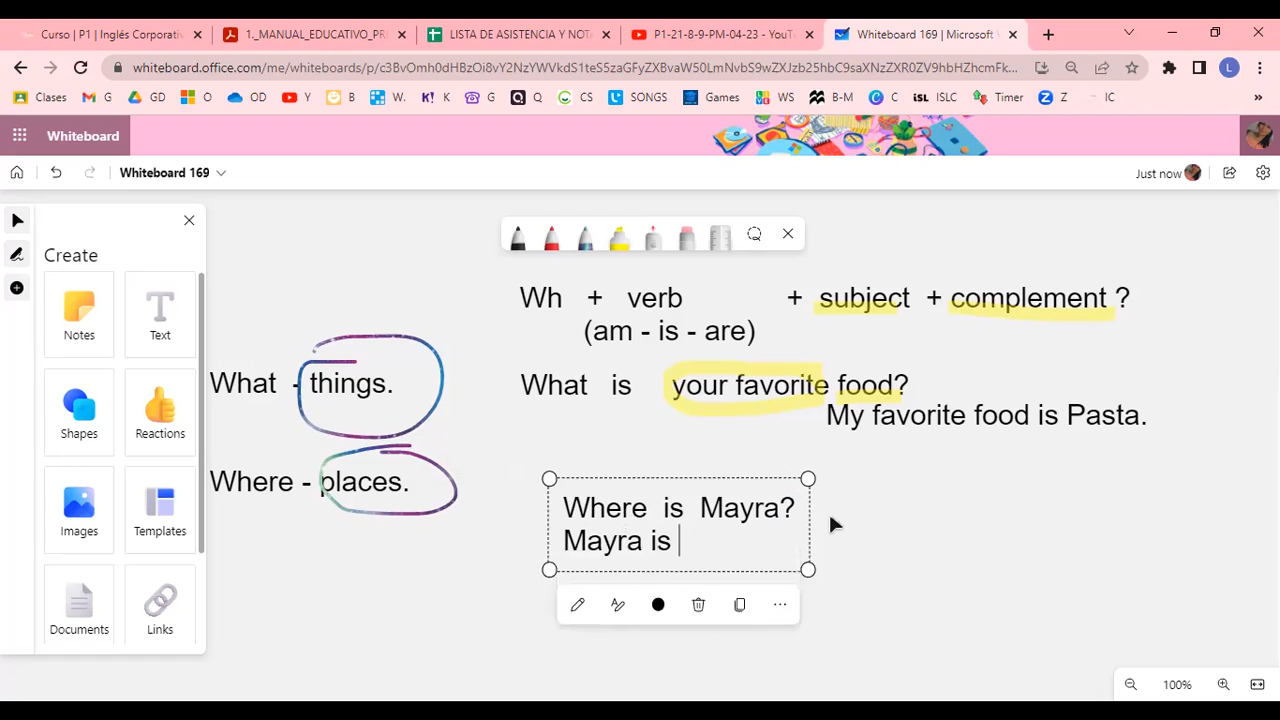 Curso | P1 | Inglés Corporativ
1._MANUAL_EDUCATIVO_PR
LISTA DE ASISTENCIA Y NOTA
P1-21-8-9-PM-04-23 - YouT
Whiteboard 169 | Microsoft
whiteboard.office.com/me/whiteboards/p/c3BvOmh0dHBzOi8vY2NzYWVkdS1teS5zaGFyZXBvaW50LmNvbS9wZXJzb25hbC9saXNzZXR0ZV9hbHZhcmFk...
Clases
G
GD
O
OD
Y
B
W.
K!
K
G
Q
CS
SONGS
Games
WS
B-M
C
ISLC
Timer
Z
IC
Whiteboard
Whiteboard 169
Just now
Create
Notes
Text
Shapes
Reactions
Images
Templates
Documents
Links
Wh + verb + subject + complement ?
(am - is - are)
What - things.
What is your favorite food?
My favorite food is Pasta.
Where - places.
Where is Mayra?
Mayra is
100%